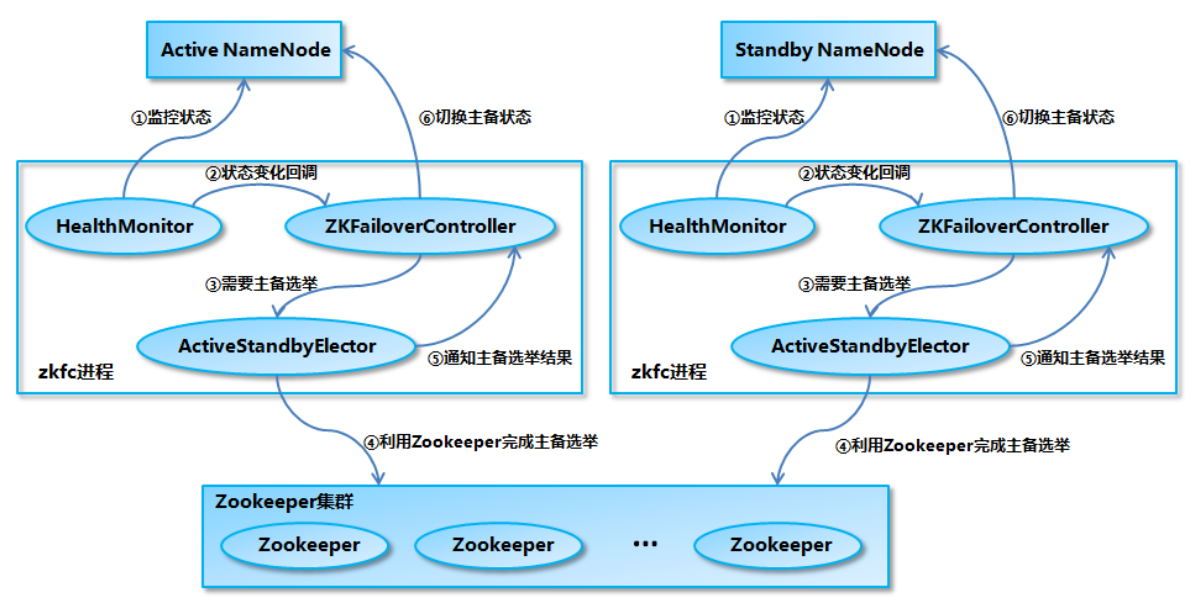 Active NameNode
Standby NameNode
①监控状态
⑥切换主备状态
①监控状态
⑥切换主备状态
②状态变化回调
②状态变化回调
HealthMonitor
ZKFailoverController
HealthMonitor
ZKFailoverController
③需要主备选举
③需要主备选举
ActiveStandbyElector
ActiveStandbyElector
⑤通知主备选举结果
⑤通知主备选举结果
zkfc进程
zkfc进程
④利用Zookeeper完成主备选举
④利用Zookeeper完成主备选举
Zookeeper集群
Zookeeper
Zookeeper
...
Zookeeper